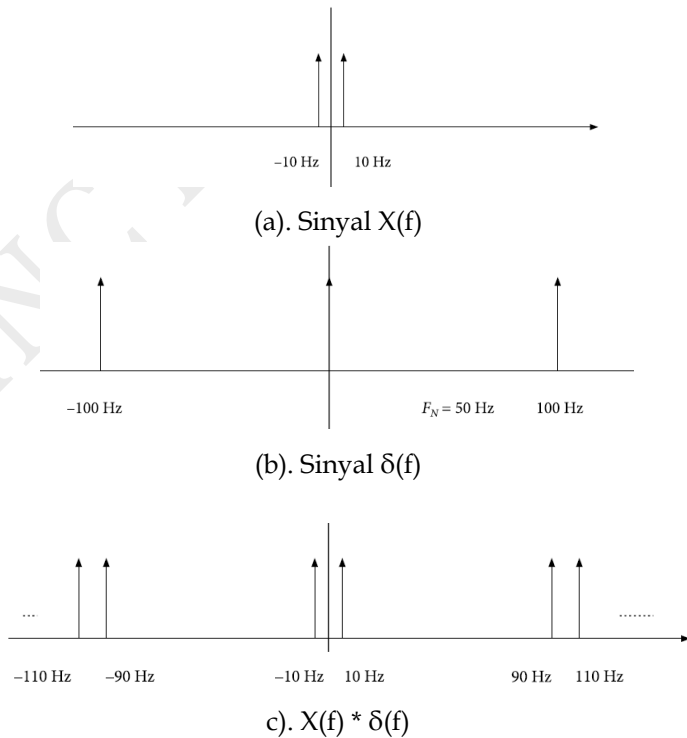 –10 Hz 10 Hz
(a). Sinyal X(f)
–100 Hz F_N = 50 Hz 100 Hz
(b). Sinyal δ(f)
... .......
–110 Hz –90 Hz –10 Hz 10 Hz 90 Hz 110 Hz
c). X(f) * δ(f)